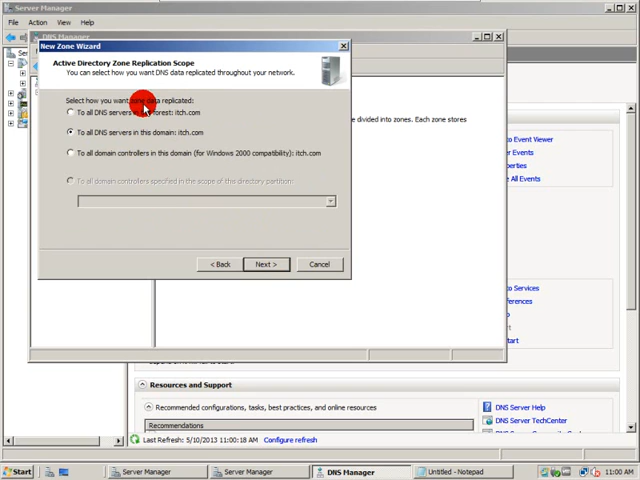 Server Manager
File Action View Help
New Zone Wizard
Active Directory Zone Replication Scope
You can select how you want DNS data replicated throughout your network.
Select how you want zone data replicated:
To all DNS servers in this forest: itch.com
To all DNS servers in this domain: itch.com
To all domain controllers in this domain (for Windows 2000 compatibility): itch.com
To all domain controllers specified in the scope of this directory partition:
< Back
Next >
Cancel
be divided into zones. Each zone stores
to Event Viewer
Events
perties
e All Events
to Services
ferences
p
rt
start
Resources and Support
Recommended configurations, tasks, best practices, and online resources
Recommendations
DNS Server Help
DNS Server TechCenter
Last Refresh: 5/10/2013 11:00:18 AM Configure refresh
Start
Server Manager
Server Manager
DNS Manager
Untitled - Notepad
11:00 AM